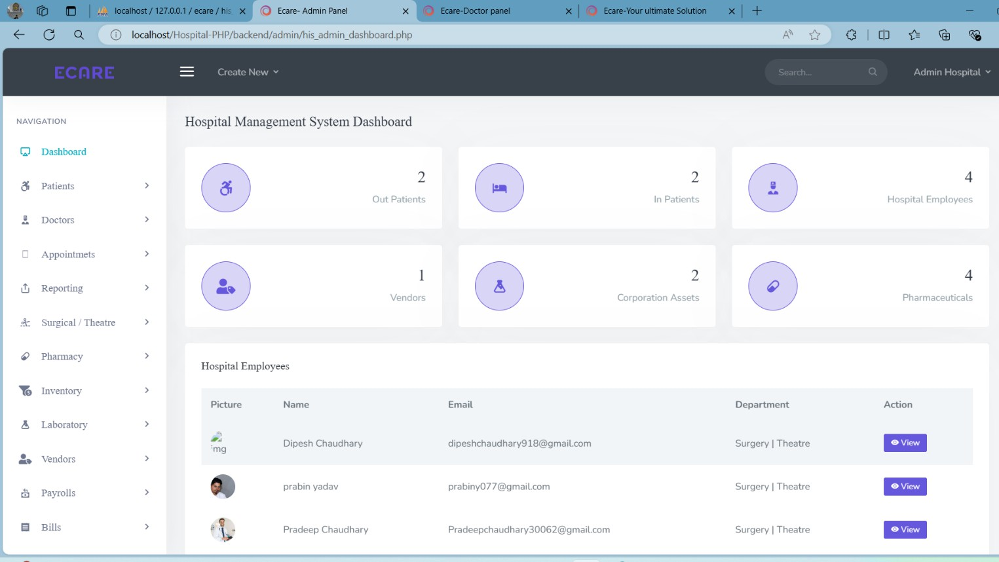 localhost / 127.0.0.1 / ecare / his_
Ecare- Admin Panel
Ecare-Doctor panel
Ecare-Your ultimate Solution
localhost/Hospital-PHP/backend/admin/his_admin_dashboard.php
ECARE
Create New
Search...
Admin Hospital
NAVIGATION
Dashboard
Patients
Doctors
Appointmets
Reporting
Surgical / Theatre
Pharmacy
Inventory
Laboratory
Vendors
Payrolls
Bills
Hospital Management System Dashboard
2
Out Patients
2
In Patients
4
Hospital Employees
1
Vendors
2
Corporation Assets
4
Pharmaceuticals
Hospital Employees
Picture Name Email Department Action
img Dipesh Chaudhary dipeshchaudhary918@gmail.com Surgery | Theatre View
prabin yadav prabiny077@gmail.com Surgery | Theatre View
Pradeep Chaudhary Pradeepchaudhary30062@gmail.com Surgery | Theatre View